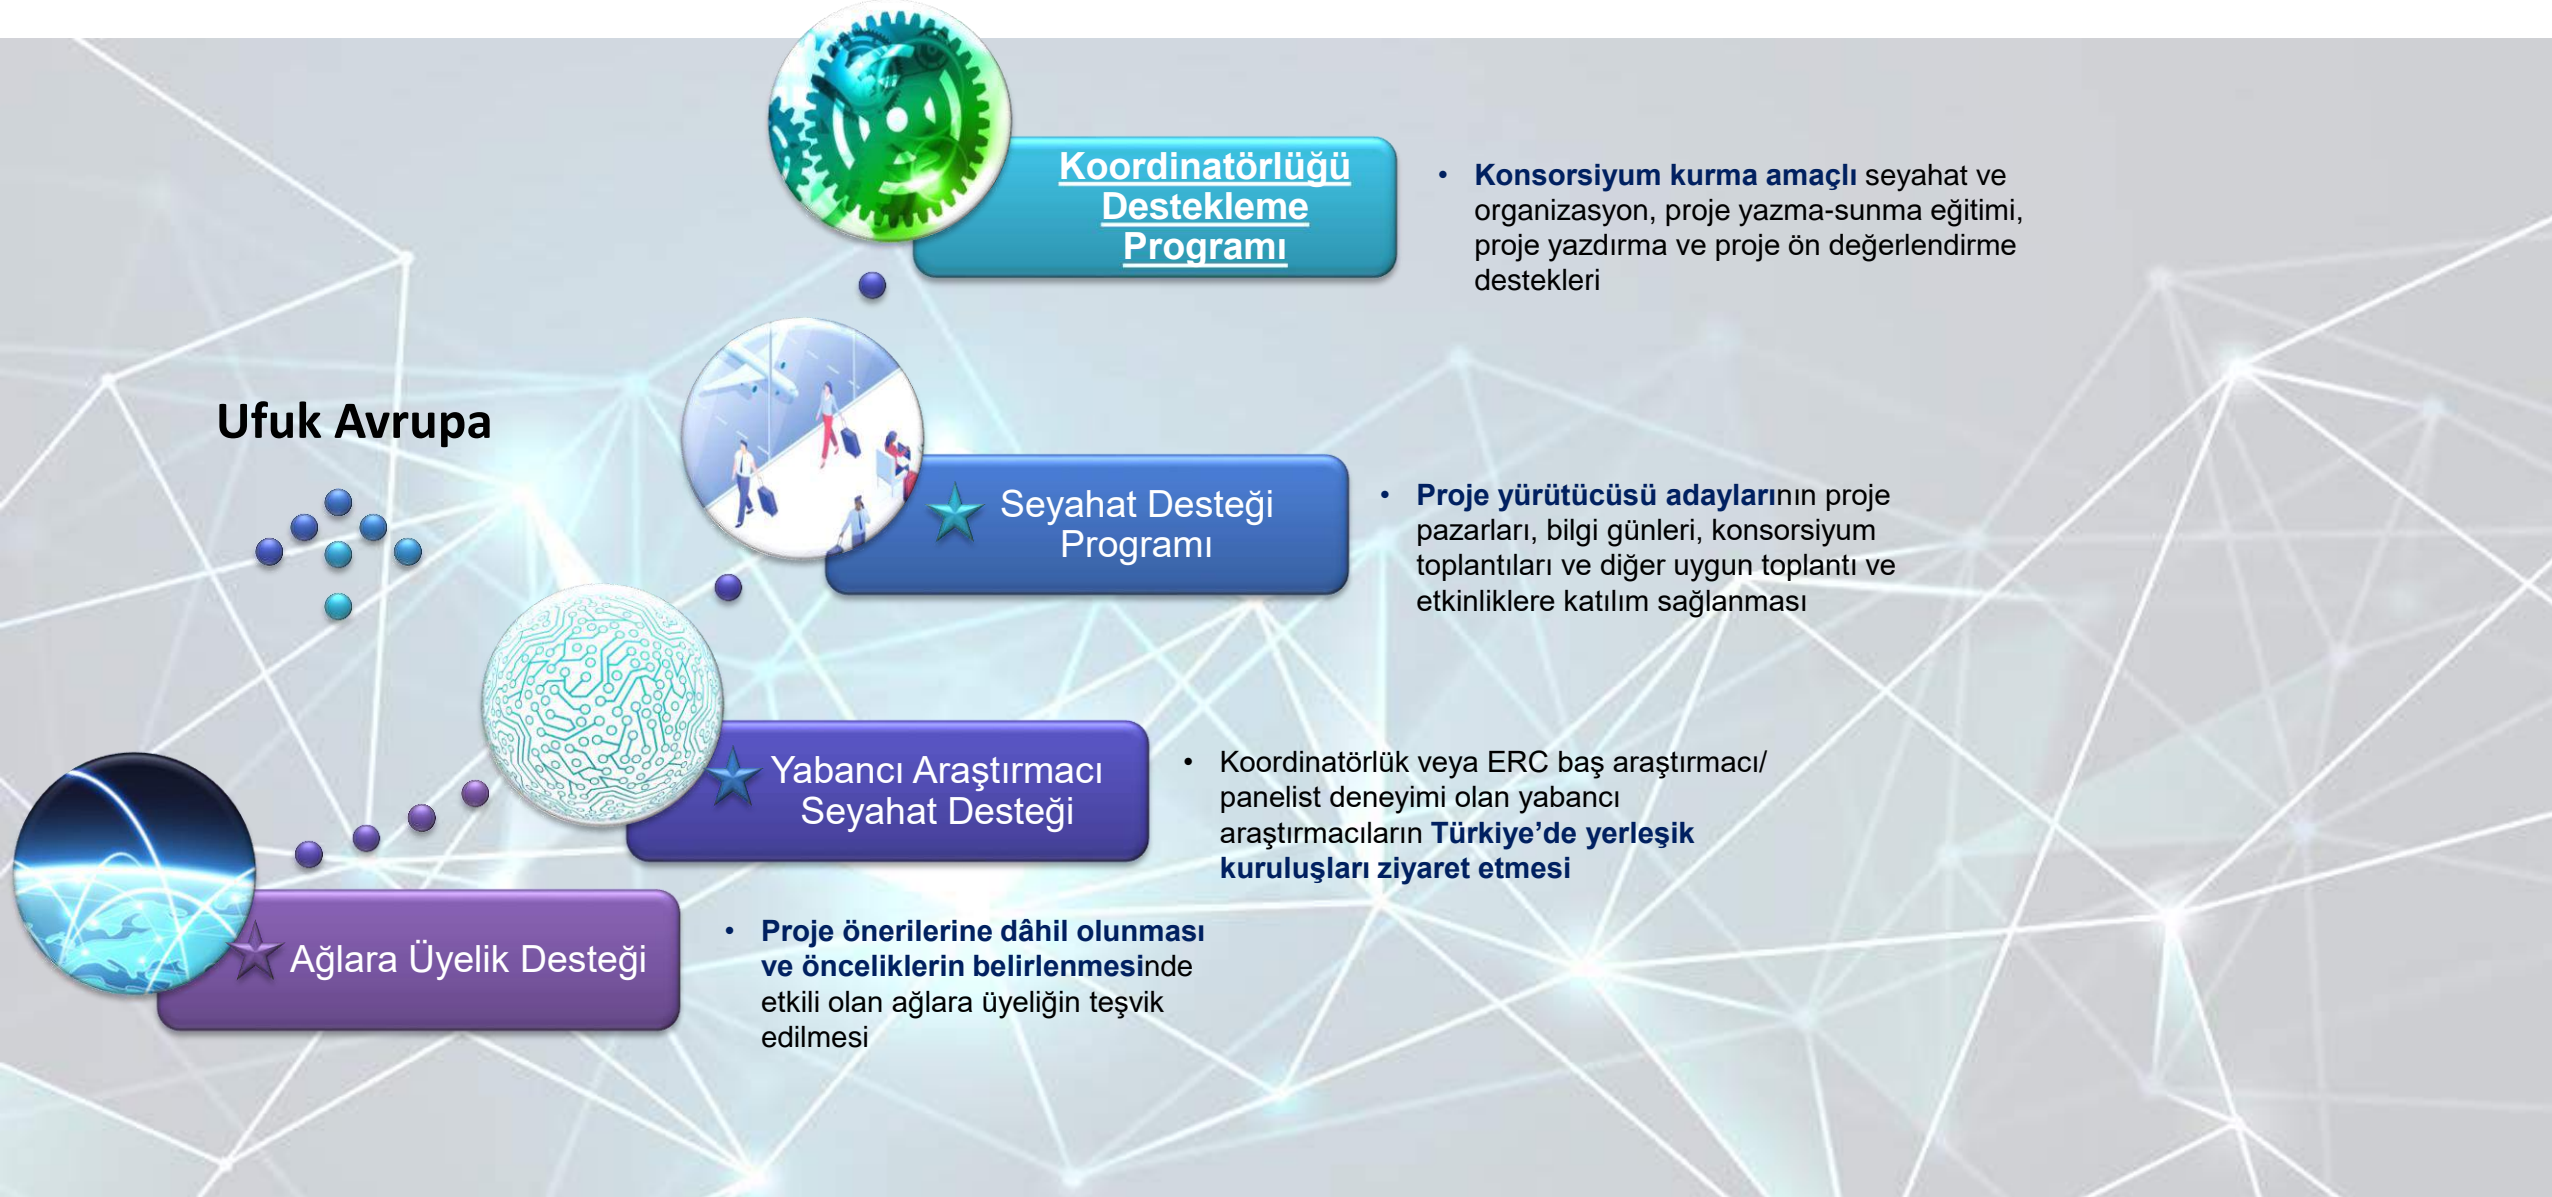 Koordinatörlüğü
Destekleme
Programı
• Konsorsiyum kurma amaçlı seyahat ve
organizasyon, proje yazma-sunma eğitimi,
proje yazdırma ve proje ön değerlendirme
destekleri
Ufuk Avrupa
Seyahat Desteği
Programı
• Proje yürütücüsü adaylarının proje
pazarları, bilgi günleri, konsorsiyum
toplantıları ve diğer uygun toplantı ve
etkinliklere katılım sağlanması
Yabancı Araştırmacı
Seyahat Desteği
• Koordinatörlük veya ERC baş araştırmacı/
panelist deneyimi olan yabancı
araştırmacıların Türkiye’de yerleşik
kuruluşları ziyaret etmesi
Ağlara Üyelik Desteği
• Proje önerilerine dâhil olunması
ve önceliklerin belirlenmesinde
etkili olan ağlara üyeliğin teşvik
edilmesi